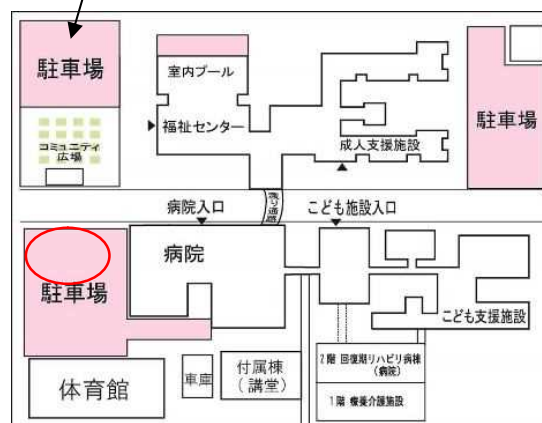 駐車場
室内プール
福祉センター
成人支援施設
駐車場
コミュニティ
広場
病院入口
渡り通路
こども施設入口
病院
駐車場
こども支援施設
2階 回復期リハビリ病棟
(病院)
1階 療養介護施設
体育館
車庫
付属棟
(講堂)